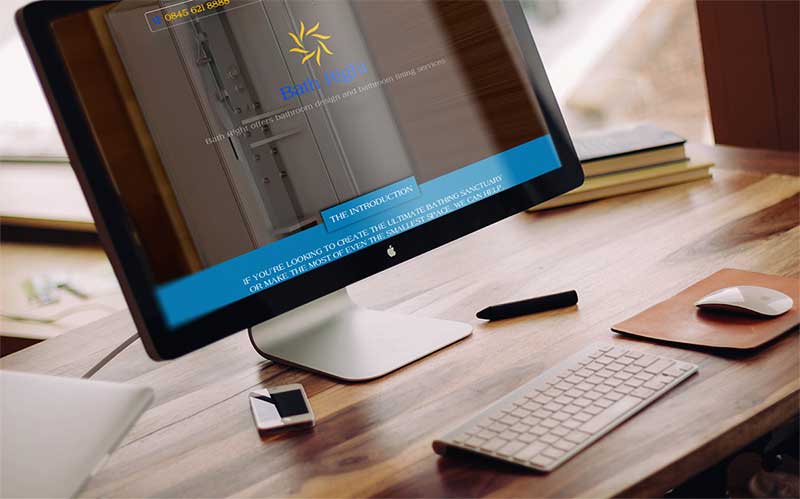 0845 621 8888
Bath Right
Bath Right offers bathroom design and bathroom fitting services
THE INTRODUCTION
IF YOU'RE LOOKING TO CREATE THE ULTIMATE BATHING SANCTUARY
OR MAKE THE MOST OF EVEN THE SMALLEST SPACE, WE CAN HELP